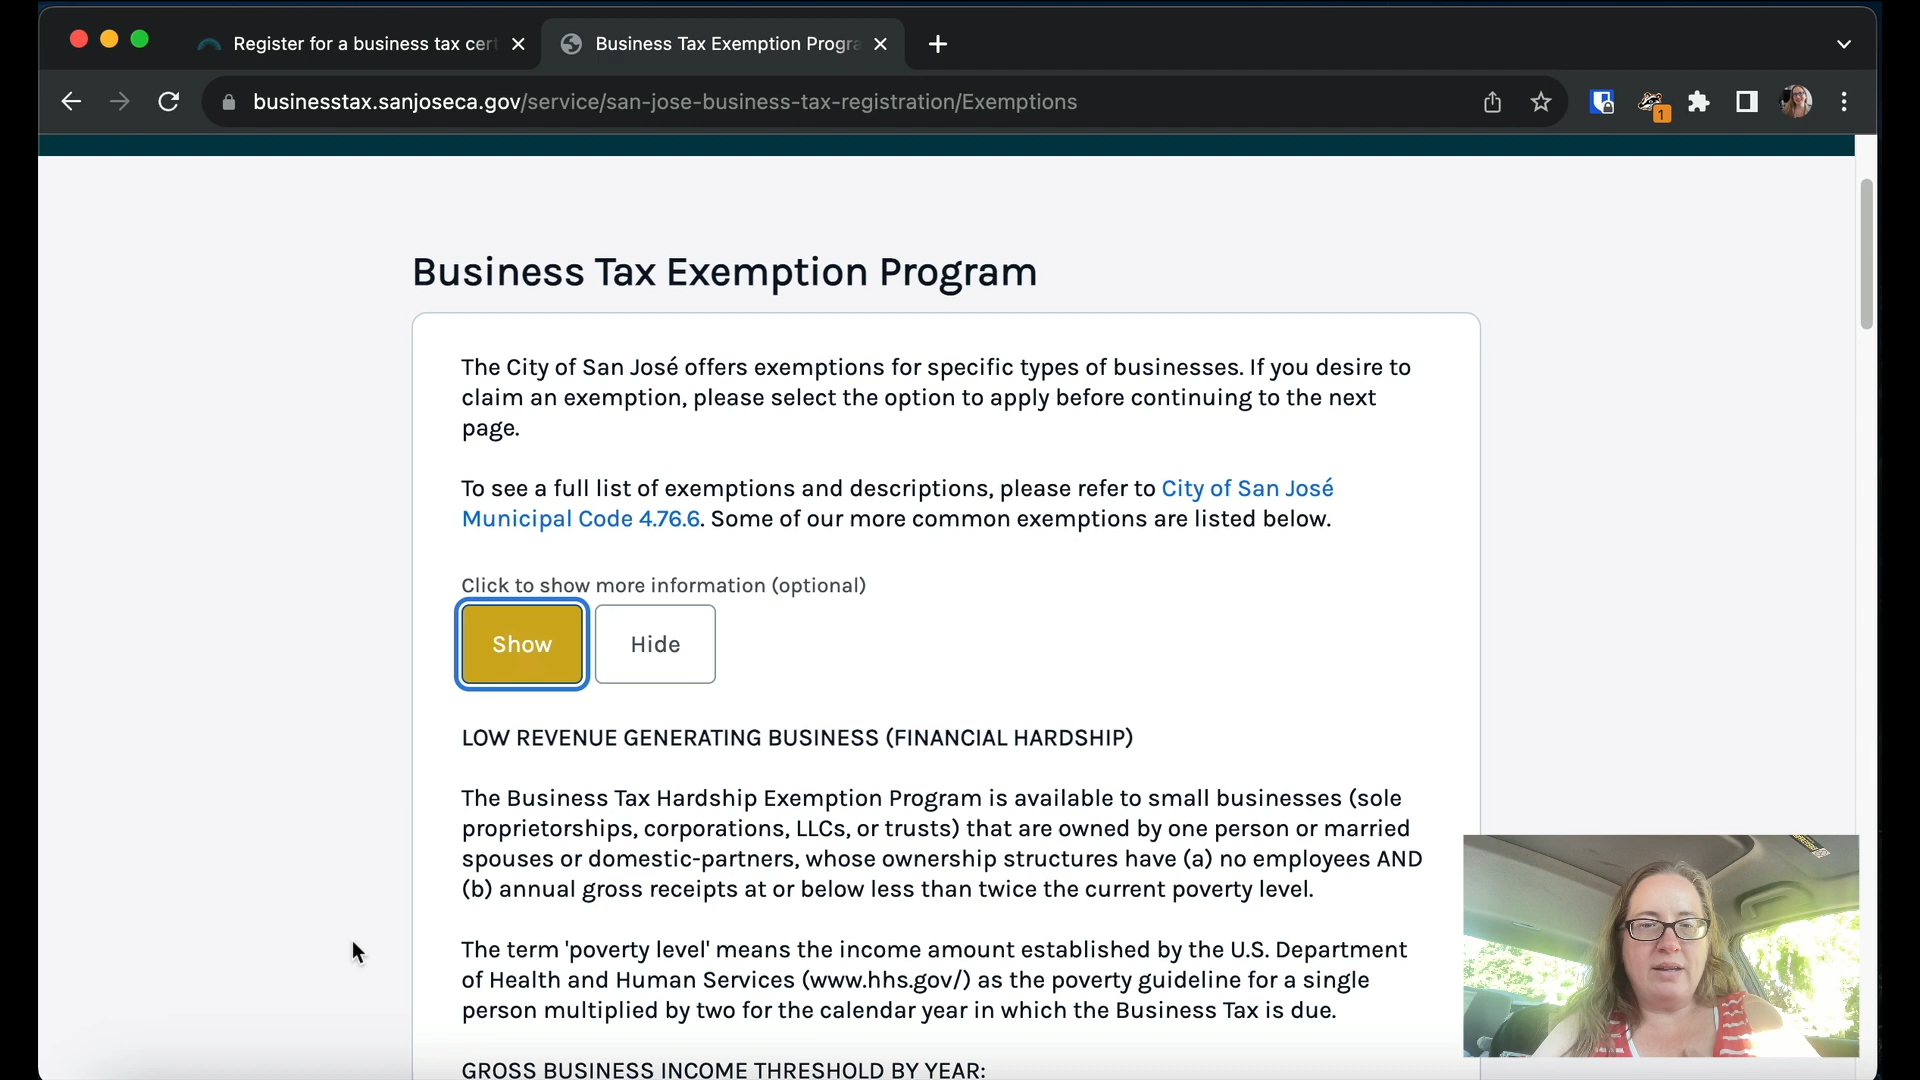 Register for a business tax cert
Business Tax Exemption Progra
businesstax.sanjoseca.gov/service/san-jose-business-tax-registration/Exemptions
1
Business Tax Exemption Program
The City of San José offers exemptions for specific types of businesses. If you desire to
claim an exemption, please select the option to apply before continuing to the next
page.
To see a full list of exemptions and descriptions, please refer to City of San José
Municipal Code 4.76.6. Some of our more common exemptions are listed below.
Click to show more information (optional)
Show Hide
LOW REVENUE GENERATING BUSINESS (FINANCIAL HARDSHIP)
The Business Tax Hardship Exemption Program is available to small businesses (sole
proprietorships, corporations, LLCs, or trusts) that are owned by one person or married
spouses or domestic-partners, whose ownership structures have (a) no employees AND
(b) annual gross receipts at or below less than twice the current poverty level.
The term 'poverty level' means the income amount established by the U.S. Department
of Health and Human Services (www.hhs.gov/) as the poverty guideline for a single
person multiplied by two for the calendar year in which the Business Tax is due.
GROSS BUSINESS INCOME THRESHOLD BY YEAR: